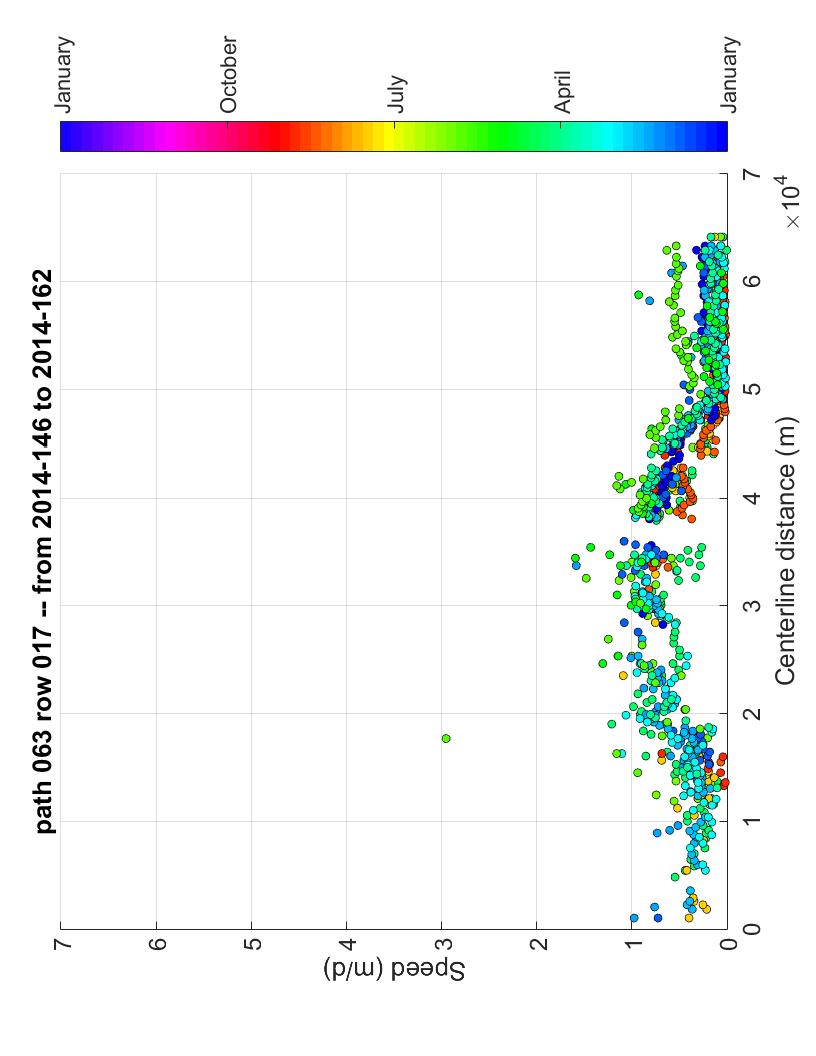 path 063 row 017 -- from 2014-146 to 2014-162
7
6
5
4
3
2
1
0
Speed (m/d)
0
1
2
3
4
5
6
7
×10^4
Centerline distance (m)
January
October
July
April
January